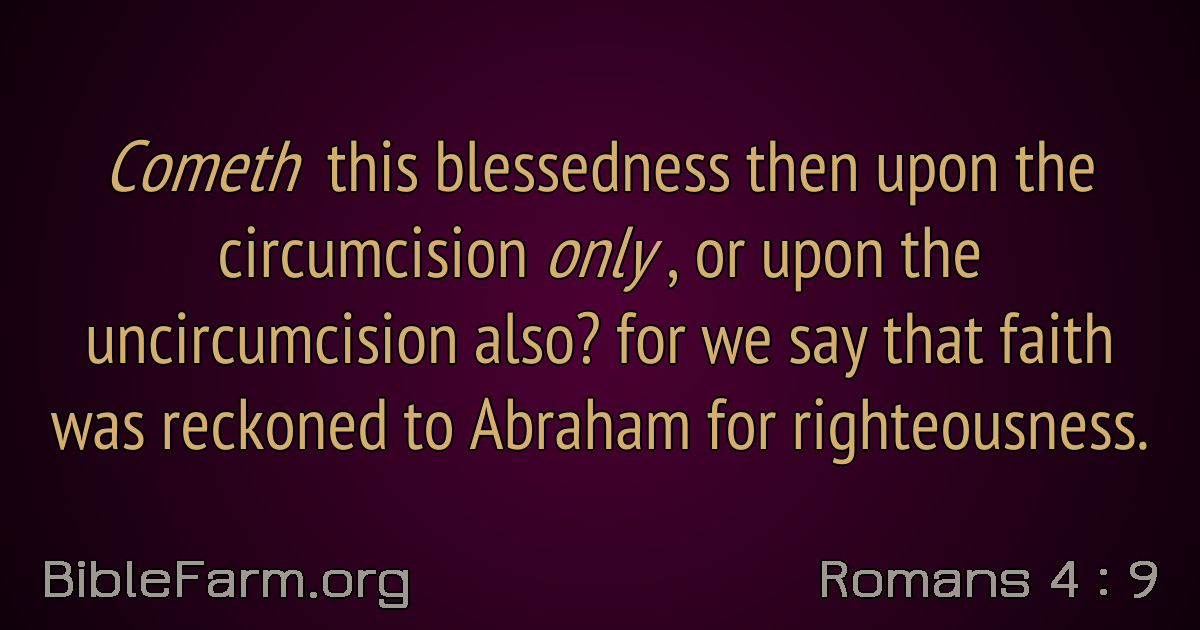 Cometh this blessedness then upon the
circumcision only , or upon the
uncircumcision also? for we say that faith
was reckoned to Abraham for righteousness.
BibleFarm.org
Romans 4 : 9